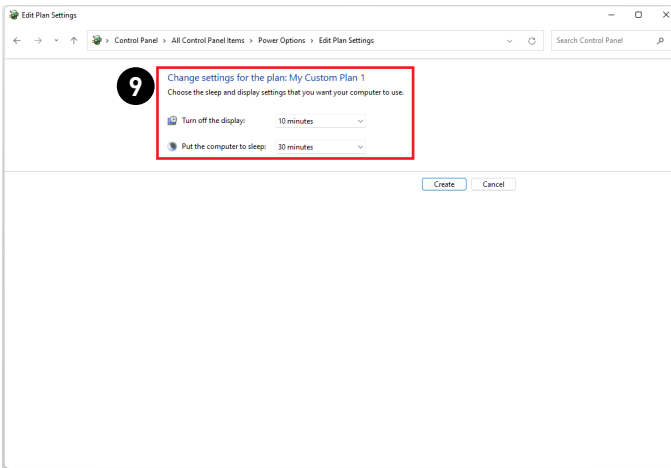 Edit Plan Settings
Control Panel > All Control Panel Items > Power Options > Edit Plan Settings
Search Control Panel
9
Change settings for the plan: My Custom Plan 1
Choose the sleep and display settings that you want your computer to use.
Turn off the display: 10 minutes
Put the computer to sleep: 30 minutes
Create Cancel